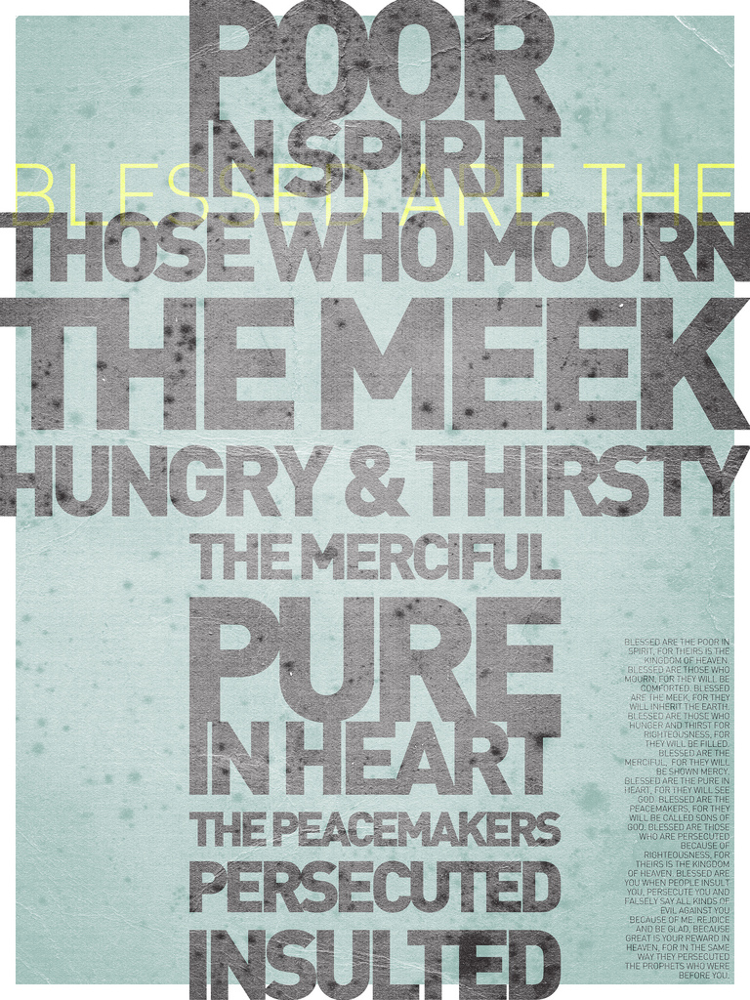 POOR
IN SPIRIT
BLESSED ARE THE
THOSE WHO MOURN
THE MEEK
HUNGRY & THIRSTY
THE MERCIFUL
PURE
IN HEART
THE PEACEMAKERS
PERSECUTED
INSULTED
BLESSED ARE THE POOR IN
SPIRIT, FOR THEIRS IS THE
KINGDOM OF HEAVEN.
BLESSED ARE THOSE WHO
MOURN, FOR THEY WILL BE
COMFORTED. BLESSED
ARE THE MEEK, FOR THEY
WILL INHERIT THE EARTH.
BLESSED ARE THOSE WHO
HUNGER AND THIRST FOR
RIGHTEOUSNESS, FOR
THEY WILL BE FILLED.
BLESSED ARE THE
MERCIFUL, FOR THEY WILL
BE SHOWN MERCY.
BLESSED ARE THE PURE IN
HEART, FOR THEY WILL SEE
GOD. BLESSED ARE THE
PEACEMAKERS, FOR THEY
WILL BE CALLED SONS OF
GOD. BLESSED ARE THOSE
WHO ARE PERSECUTED
BECAUSE OF
RIGHTEOUSNESS, FOR
THEIRS IS THE KINGDOM
OF HEAVEN. BLESSED ARE
YOU WHEN PEOPLE INSULT
YOU, PERSECUTE YOU AND
FALSELY SAY ALL KINDS OF
EVIL AGAINST YOU
BECAUSE OF ME. REJOICE
AND BE GLAD, BECAUSE
GREAT IS YOUR REWARD IN
HEAVEN, FOR IN THE SAME
WAY THEY PERSECUTED
THE PROPHETS WHO WERE
BEFORE YOU.